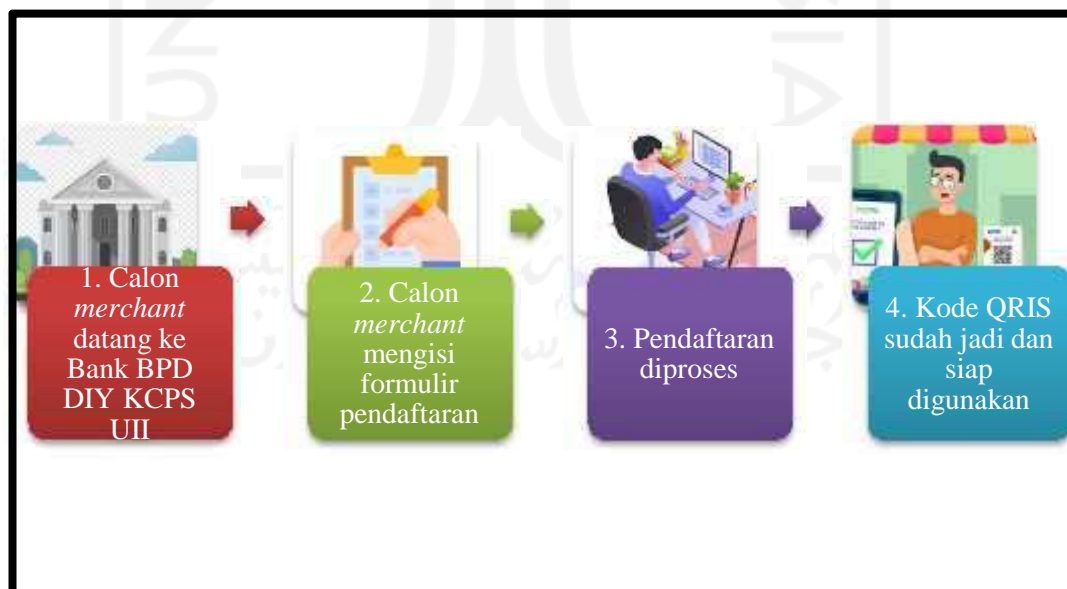 1. Calon
merchant
datang ke
Bank BPD
DIY KCPS
UII
2. Calon
merchant
mengisi
formulir
pendaftaran
3. Pendaftaran
diproses
4. Kode QRIS
sudah jadi dan
siap
digunakan